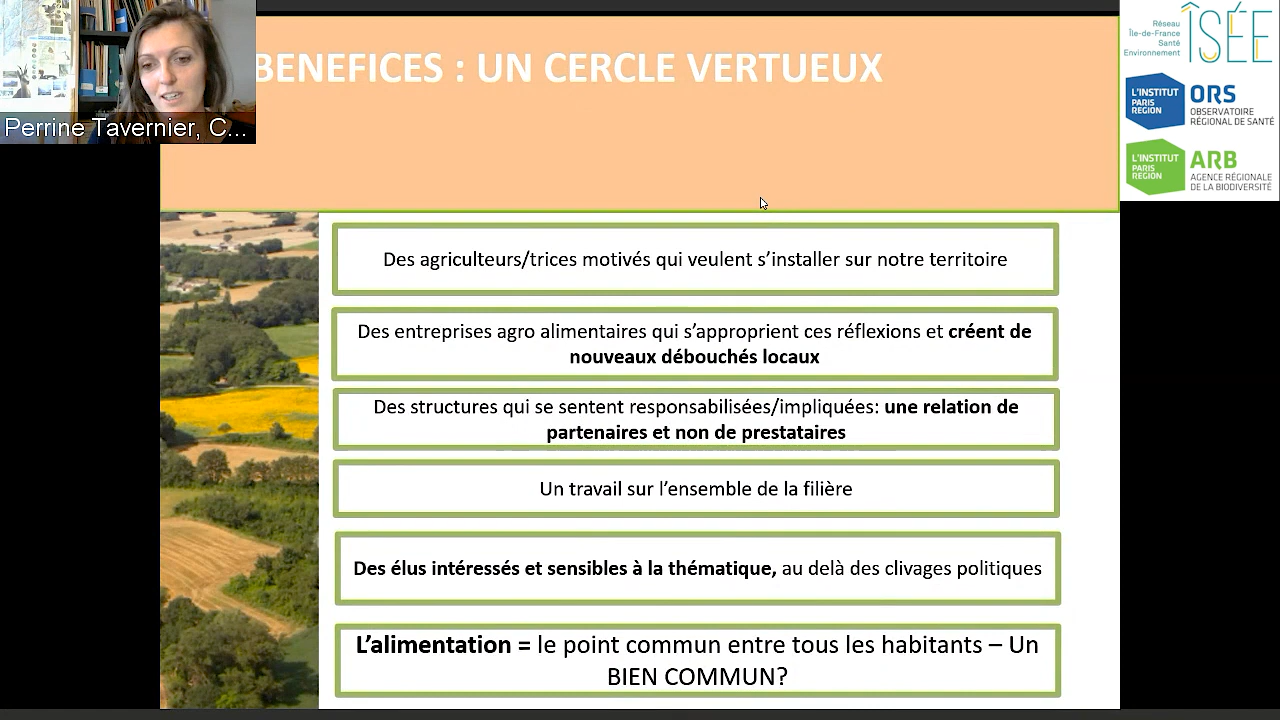 BENEFICES : UN CERCLE VERTUEUX
Perrine Tavernier, C...
Réseau
Île-de-France
Santé
Environnement
ÎSÉE
L'INSTITUT
PARIS
REGION
ORS
OBSERVATOIRE
RÉGIONAL DE SANTÉ
L'INSTITUT
PARIS
REGION
ARB
AGENCE RÉGIONALE
DE LA BIODIVERSITÉ
Des agriculteurs/trices motivés qui veulent s'installer sur notre territoire
Des entreprises agro alimentaires qui s'approprient ces réflexions et créent de
nouveaux débouchés locaux
Des structures qui se sentent responsabilisées/impliquées: une relation de
partenaires et non de prestataires
Un travail sur l'ensemble de la filière
Des élus intéressés et sensibles à la thématique, au delà des clivages politiques
L'alimentation = le point commun entre tous les habitants – Un
BIEN COMMUN?